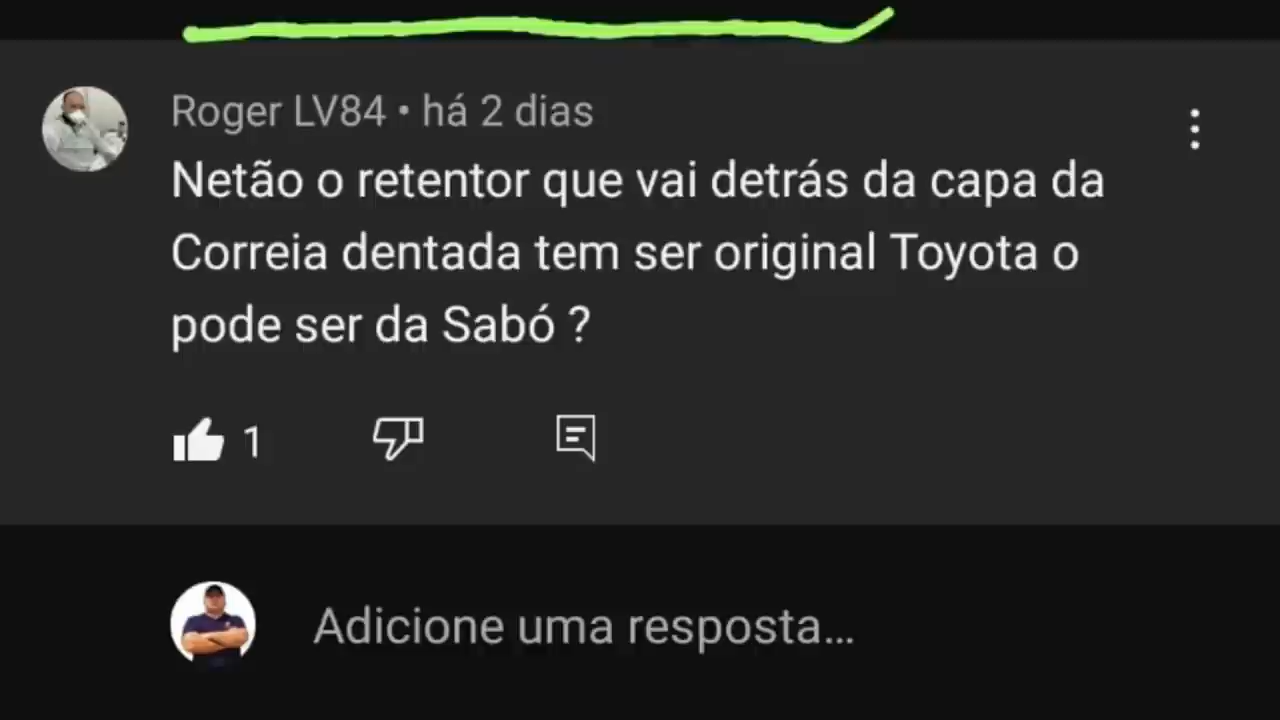 Roger LV84 • há 2 dias
Netão o retentor que vai detrás da capa da
Correia dentada tem ser original Toyota o
pode ser da Sabó ?
1
Adicione uma resposta...